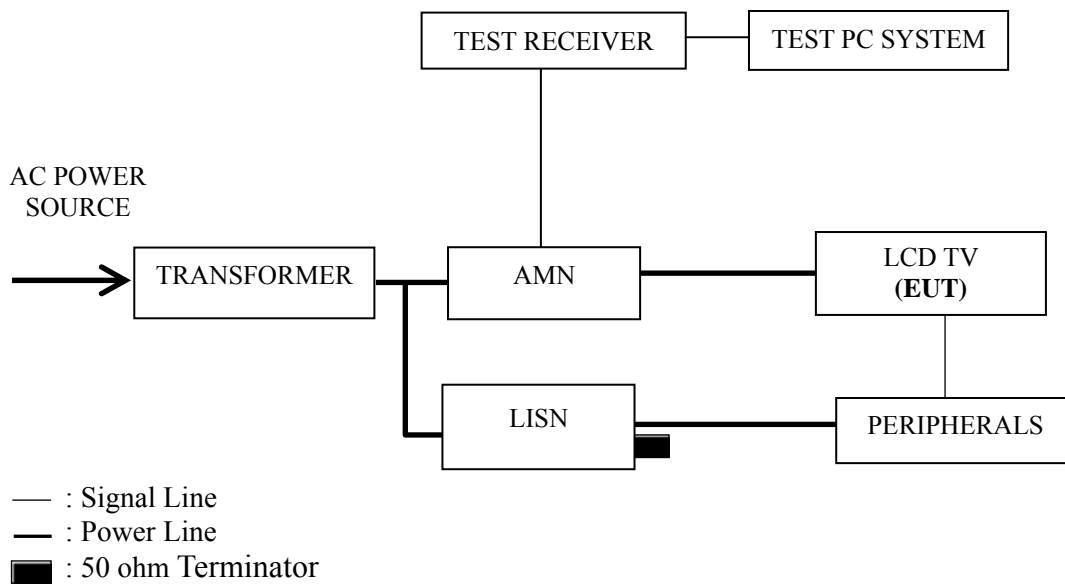 TEST RECEIVER
TEST PC SYSTEM
AC POWER
SOURCE
TRANSFORMER
AMN
LCD TV
(EUT)
LISN
PERIPHERALS
: Signal Line
: Power Line
: 50 ohm Terminator